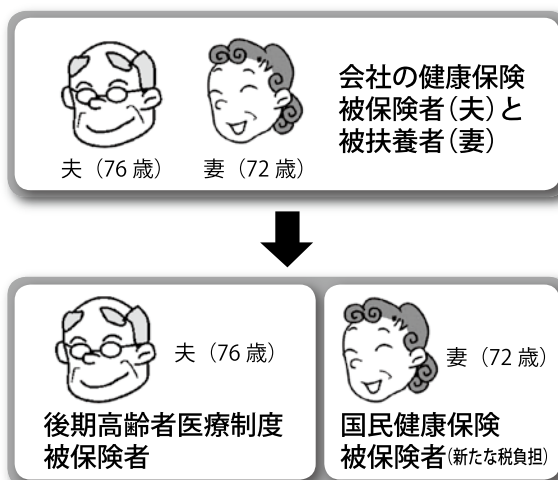 会社の健康保険
被保険者(夫)と
被扶養者(妻)
夫(76歳)
妻(72歳)
夫(76歳)
後期高齢者医療制度
被保険者
妻(72歳)
国民健康保険
被保険者(新たな税負担)